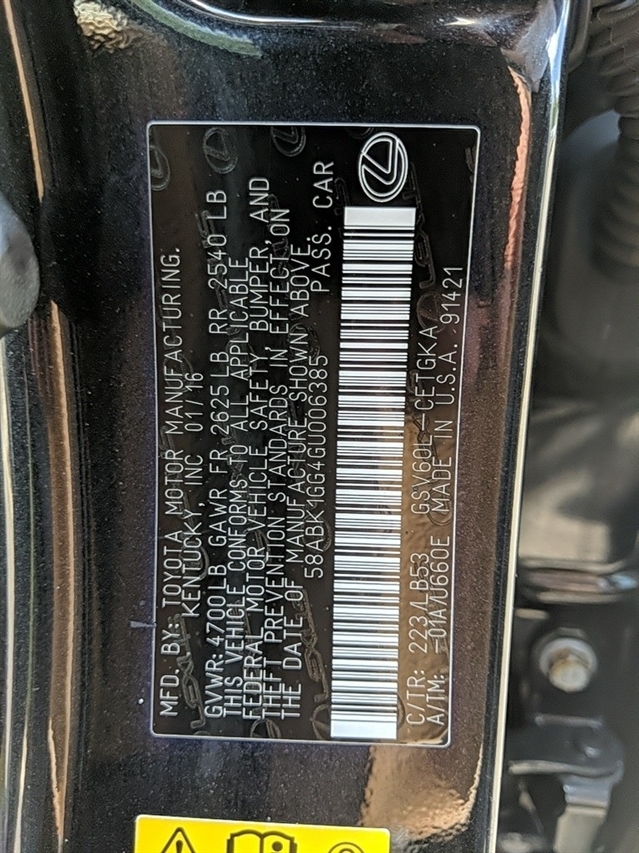 MFD. BY: TOYOTA MOTOR MANUFACTURING.
KENTUCKY, INC 01/16
GVWR: 4700LB GAWR FR 2625 LB RR 2540 LB
THIS VEHICLE CONFORMS TO ALL APPLICABLE
FEDERAL MOTOR VEHICLE SAFETY BUMPER, AND
THEFT PREVENTION STANDARDS IN EFFECT ON
THE DATE OF MANUFACTURE SHOWN ABOVE.
58ABK1GG4GU006385 PASS. CAR
C/TR: 223/LB53 GSV60L-CETGKA
A/TM: -01A/U660E MADE IN U.S.A. 91421